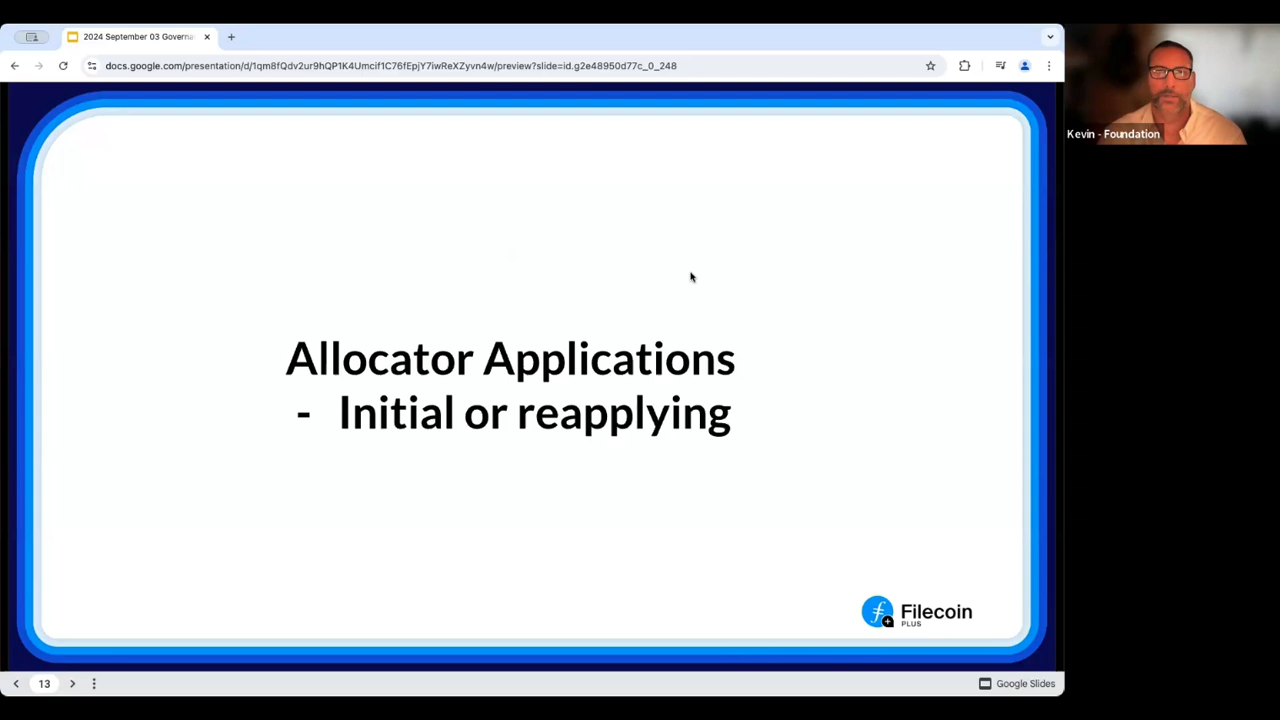 2024 September 03 Governa
docs.google.com/presentation/d/1qm8fQdv2ur9hQP1K4Umcif1C76fEpjY7iwReXZyvn4w/preview?slide=id.g2e48950d77c_0_248
Kevin - Foundation
Allocator Applications
- Initial or reapplying
Filecoin
PLUS
13
Google Slides